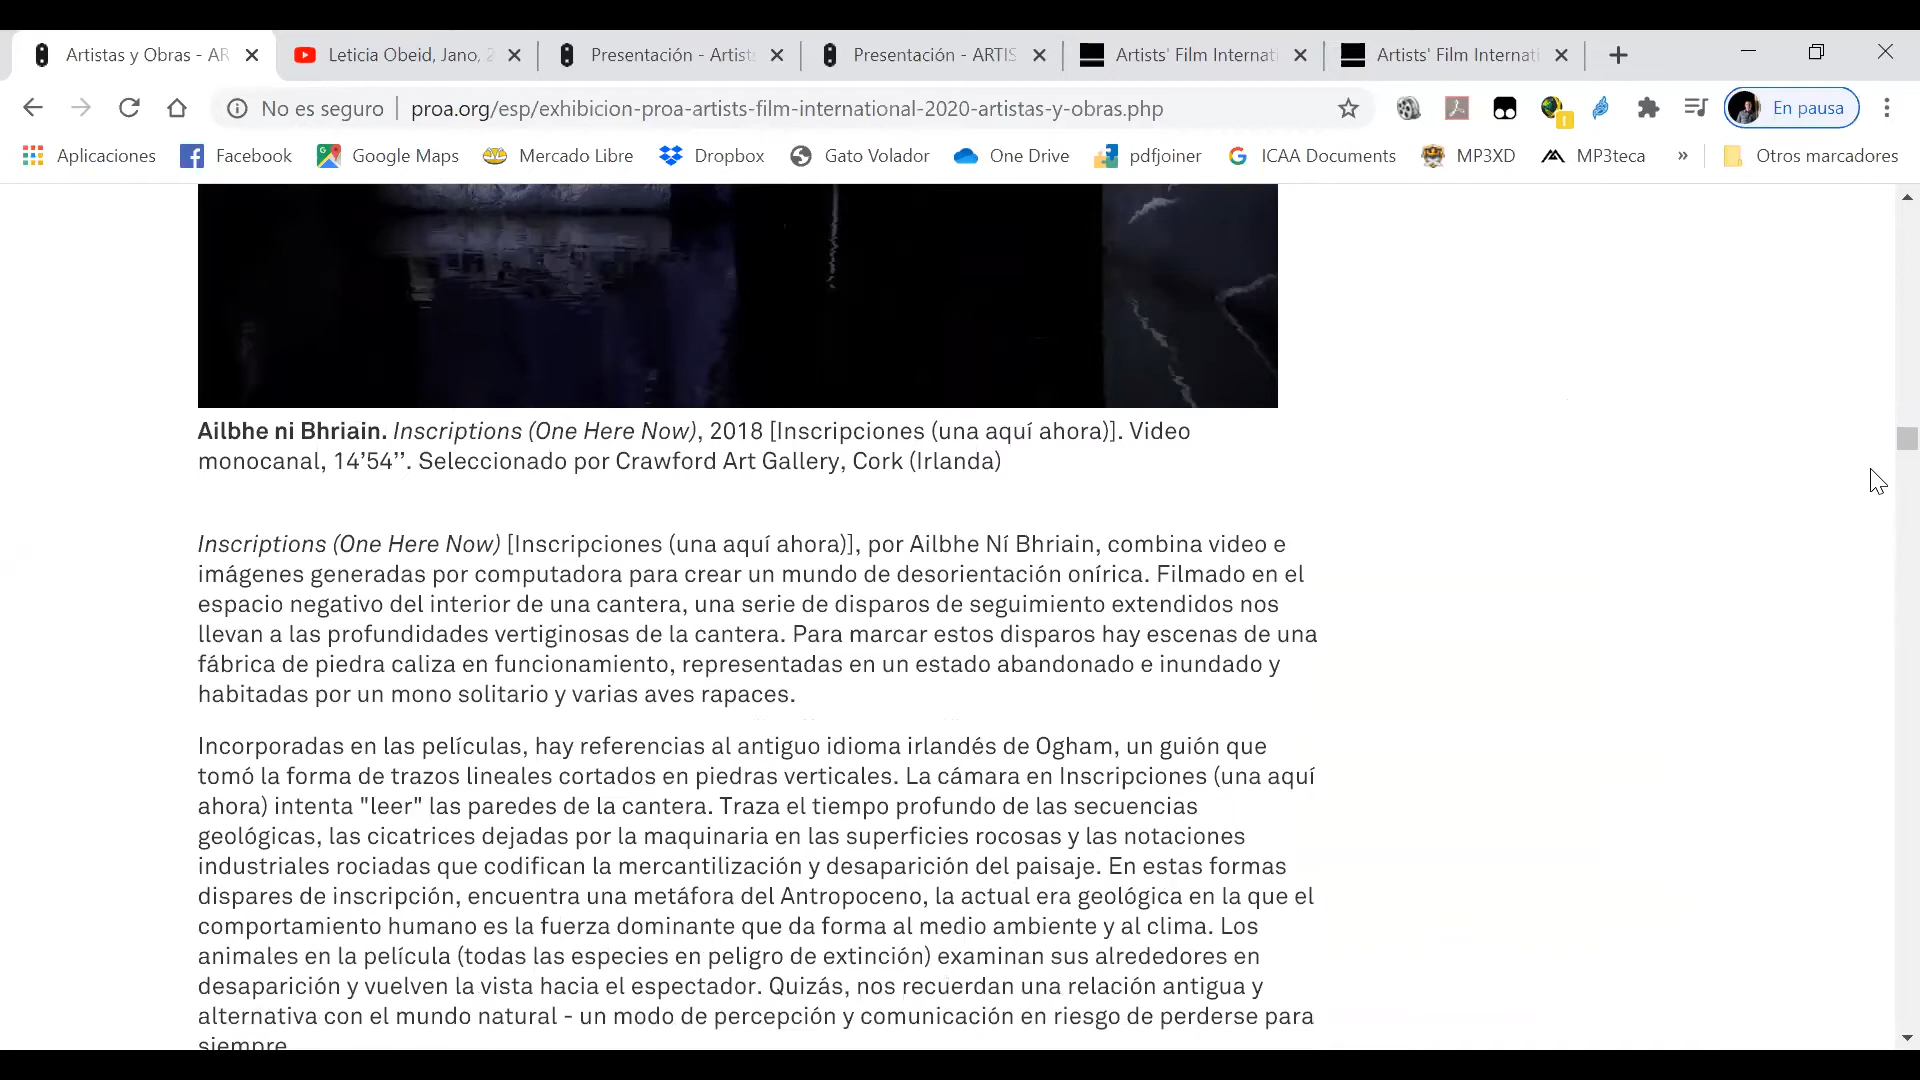 Artistas y Obras - AR
Leticia Obeid, Jano, 2
Presentación - Artist
Presentación - ARTIS
Artists' Film Internati
Artists' Film Internati
No es seguro
proa.org/esp/exhibicion-proa-artists-film-international-2020-artistas-y-obras.php
En pausa
Aplicaciones
Facebook
Google Maps
Mercado Libre
Dropbox
Gato Volador
One Drive
pdfjoiner
ICAA Documents
MP3XD
MP3teca
»
Otros marcadores
Ailbhe ni Bhriain. Inscriptions (One Here Now), 2018 [Inscripciones (una aquí ahora)]. Video
monocanal, 14’54’’. Seleccionado por Crawford Art Gallery, Cork (Irlanda)
Inscriptions (One Here Now) [Inscripciones (una aquí ahora)], por Ailbhe Ní Bhriain, combina video e
imágenes generadas por computadora para crear un mundo de desorientación onírica. Filmado en el
espacio negativo del interior de una cantera, una serie de disparos de seguimiento extendidos nos
llevan a las profundidades vertiginosas de la cantera. Para marcar estos disparos hay escenas de una
fábrica de piedra caliza en funcionamiento, representadas en un estado abandonado e inundado y
habitadas por un mono solitario y varias aves rapaces.
Incorporadas en las películas, hay referencias al antiguo idioma irlandés de Ogham, un guión que
tomó la forma de trazos lineales cortados en piedras verticales. La cámara en Inscripciones (una aquí
ahora) intenta "leer" las paredes de la cantera. Traza el tiempo profundo de las secuencias
geológicas, las cicatrices dejadas por la maquinaria en las superficies rocosas y las notaciones
industriales rociadas que codifican la mercantilización y desaparición del paisaje. En estas formas
dispares de inscripción, encuentra una metáfora del Antropoceno, la actual era geológica en la que el
comportamiento humano es la fuerza dominante que da forma al medio ambiente y al clima. Los
animales en la película (todas las especies en peligro de extinción) examinan sus alrededores en
desaparición y vuelven la vista hacia el espectador. Quizás, nos recuerdan una relación antigua y
alternativa con el mundo natural - un modo de percepción y comunicación en riesgo de perderse para
siempre